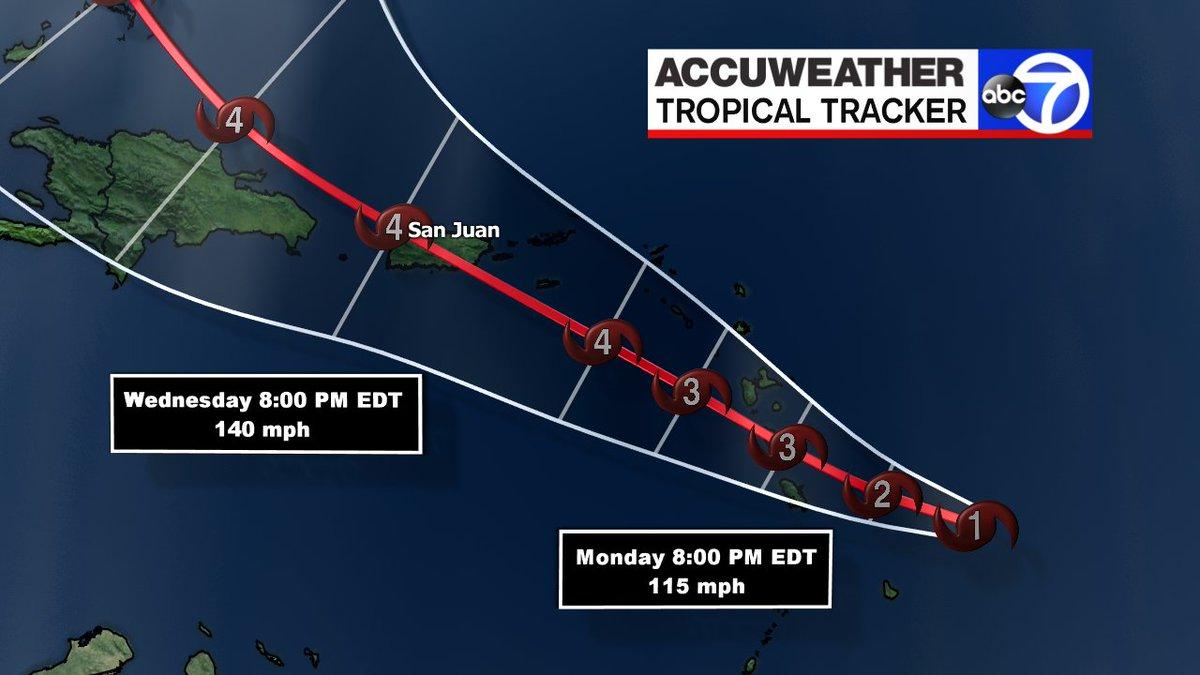 ACCUWEATHER
TROPICAL TRACKER
abc 7
4
4
San Juan
4
3
3
2
1
Wednesday 8:00 PM EDT
140 mph
Monday 8:00 PM EDT
115 mph